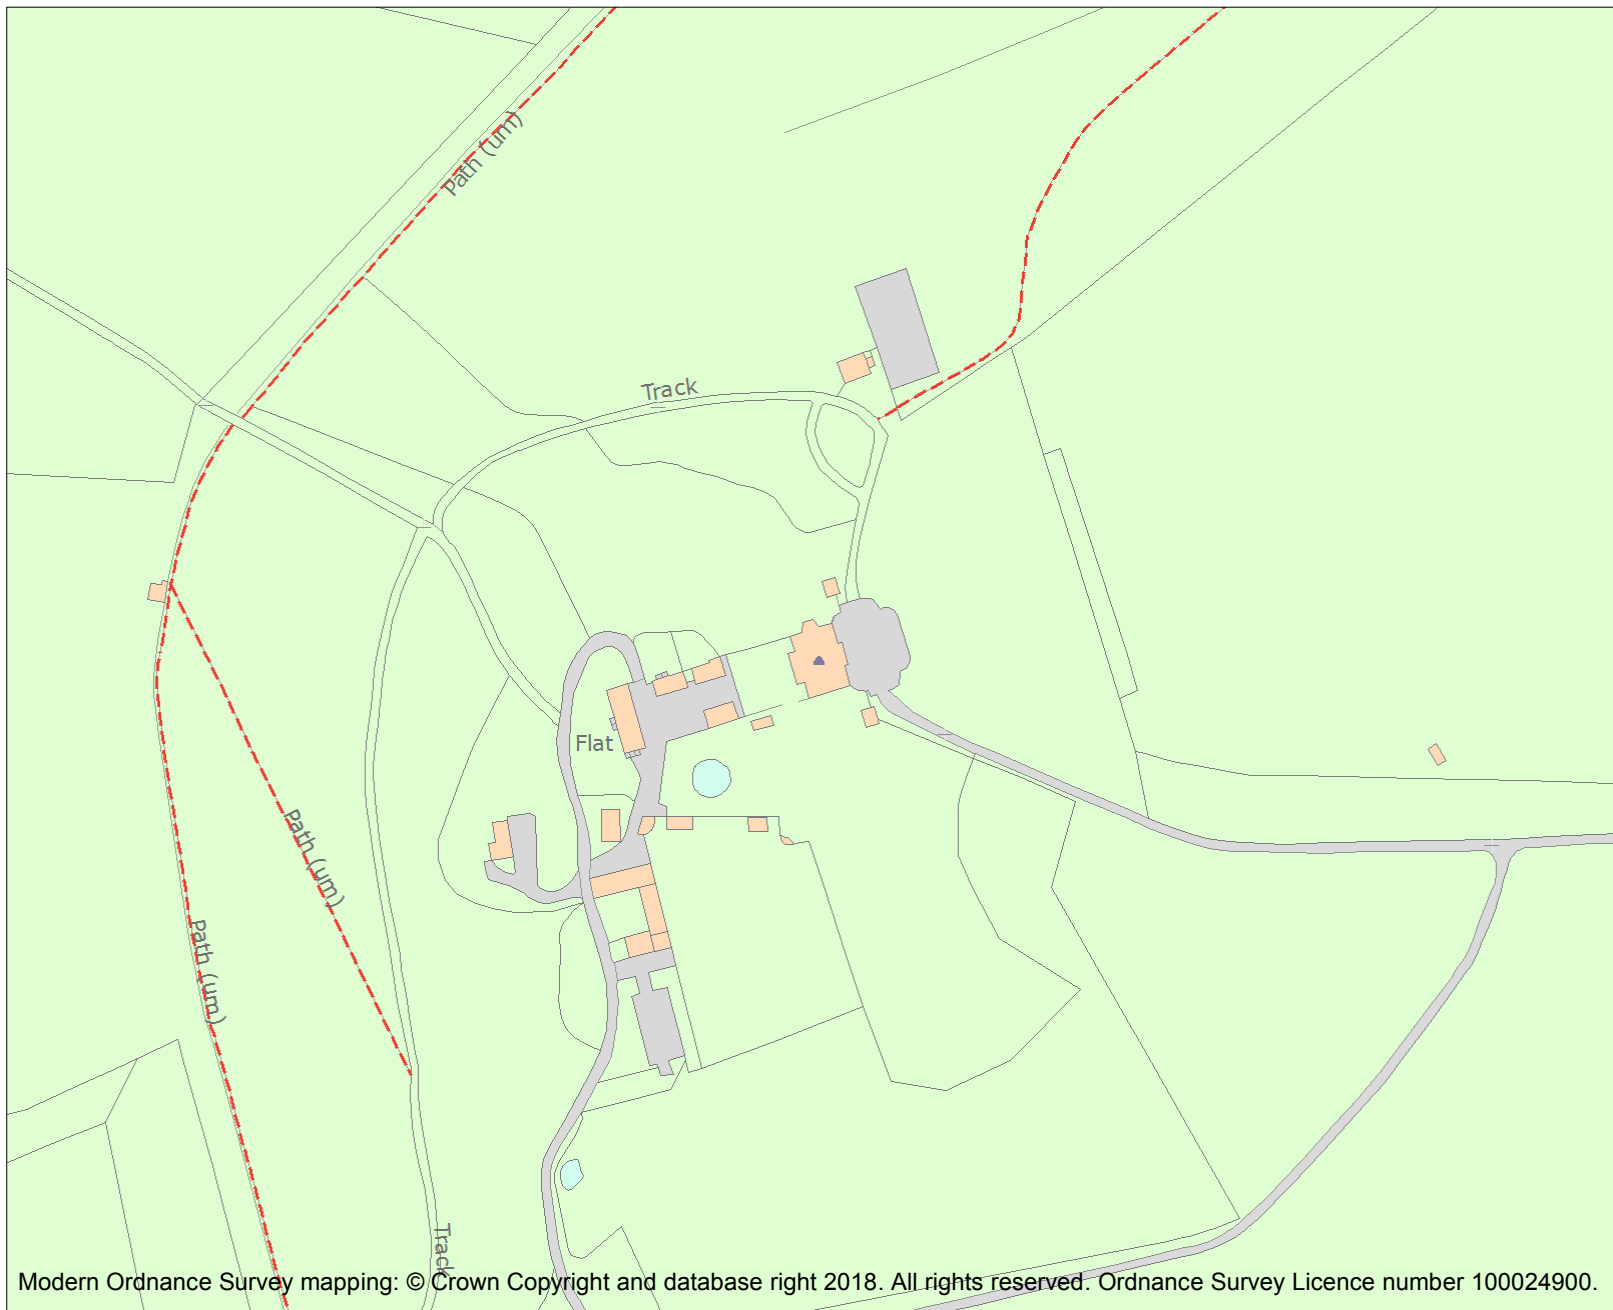 Path (um)
Track
Flat
Path (um)
Path (um)
Track
Modern Ordnance Survey mapping: © Crown Copyright and database right 2018. All rights reserved. Ordnance Survey Licence number 100024900.